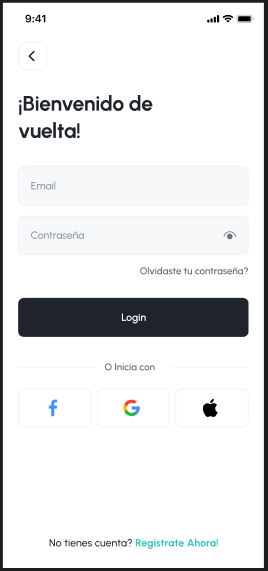 9:41
¡Bienvenido de
vuelta!
Email
Contraseña
Olvidaste tu contraseña?
Login
O Inicia con
No tienes cuenta? Registrate Ahora!